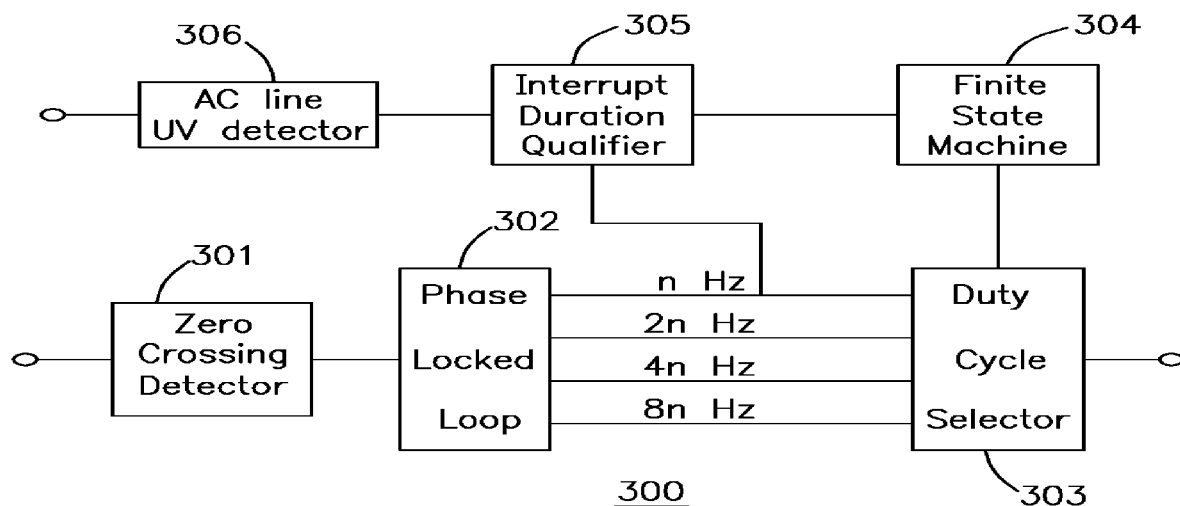 306
305
304
AC line
UV detector
Interrupt
Duration
Qualifier
Finite
State
Machine
301
302
Zero
Crossing
Detector
Phase
Locked
Loop
n Hz
2n Hz
4n Hz
8n Hz
Duty
Cycle
Selector
300
303